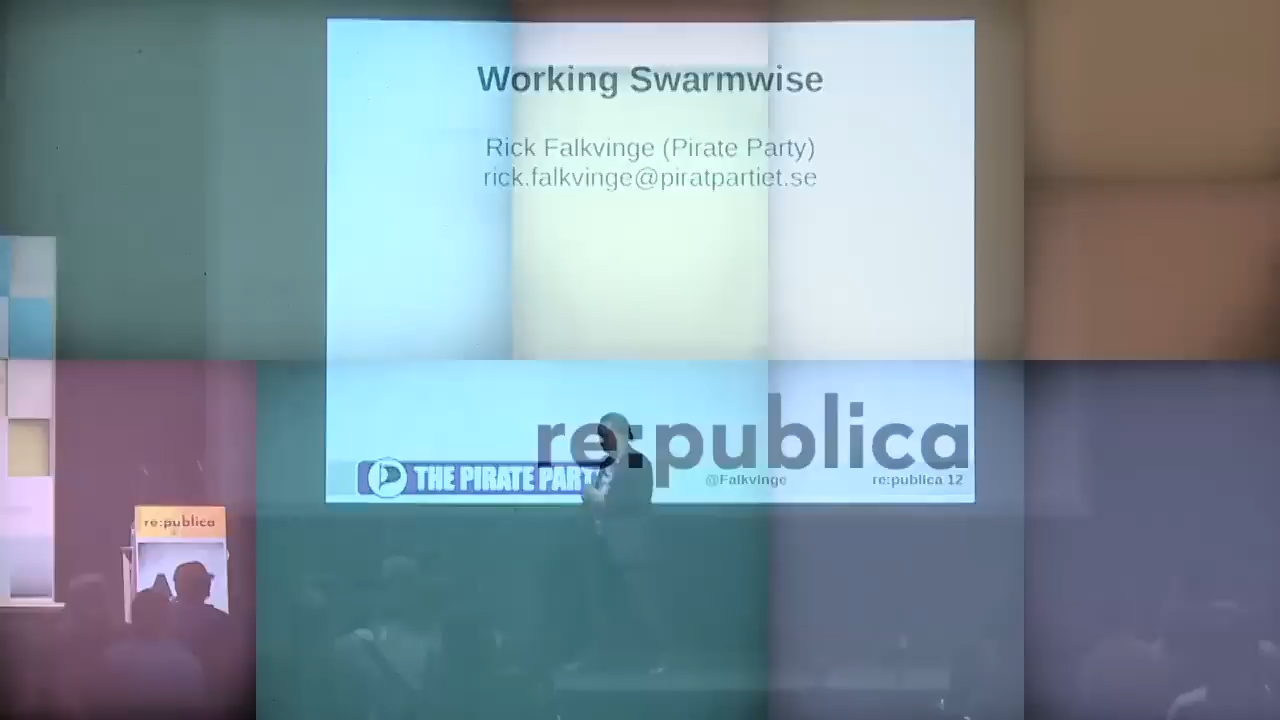 Working Swarmwise
Rick Falkvinge (Pirate Party)
rick.falkvinge@piratpartiet.se
re:publica
THE PIRATE PART
@Falkvinge
re:publica 12
re:publica